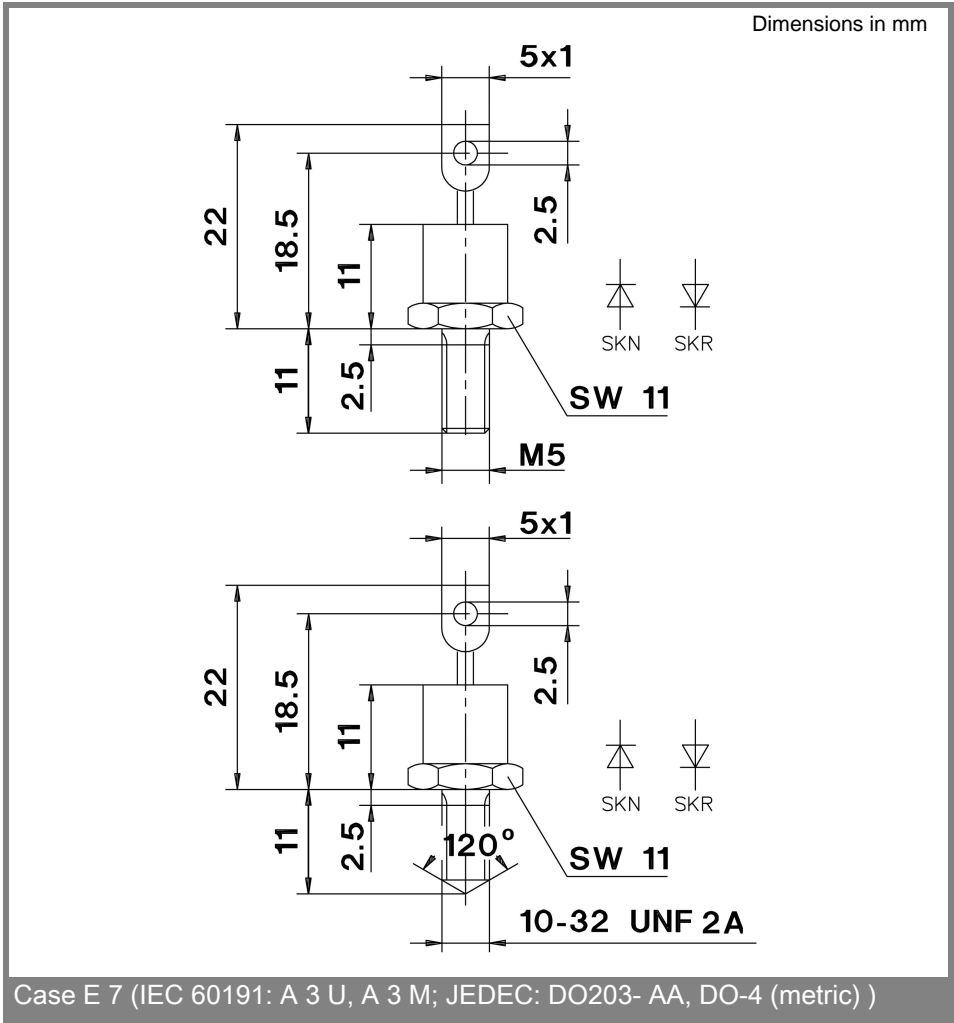 Dimensions in mm
5x1
22
18.5
11
2.5
SKN SKR
11
2.5
SW 11
M5
5x1
22
18.5
11
2.5
SKN SKR
11
2.5
120°
SW 11
10-32 UNF 2A
Case E 7 (IEC 60191: A 3 U, A 3 M; JEDEC: DO203- AA, DO-4 (metric) )